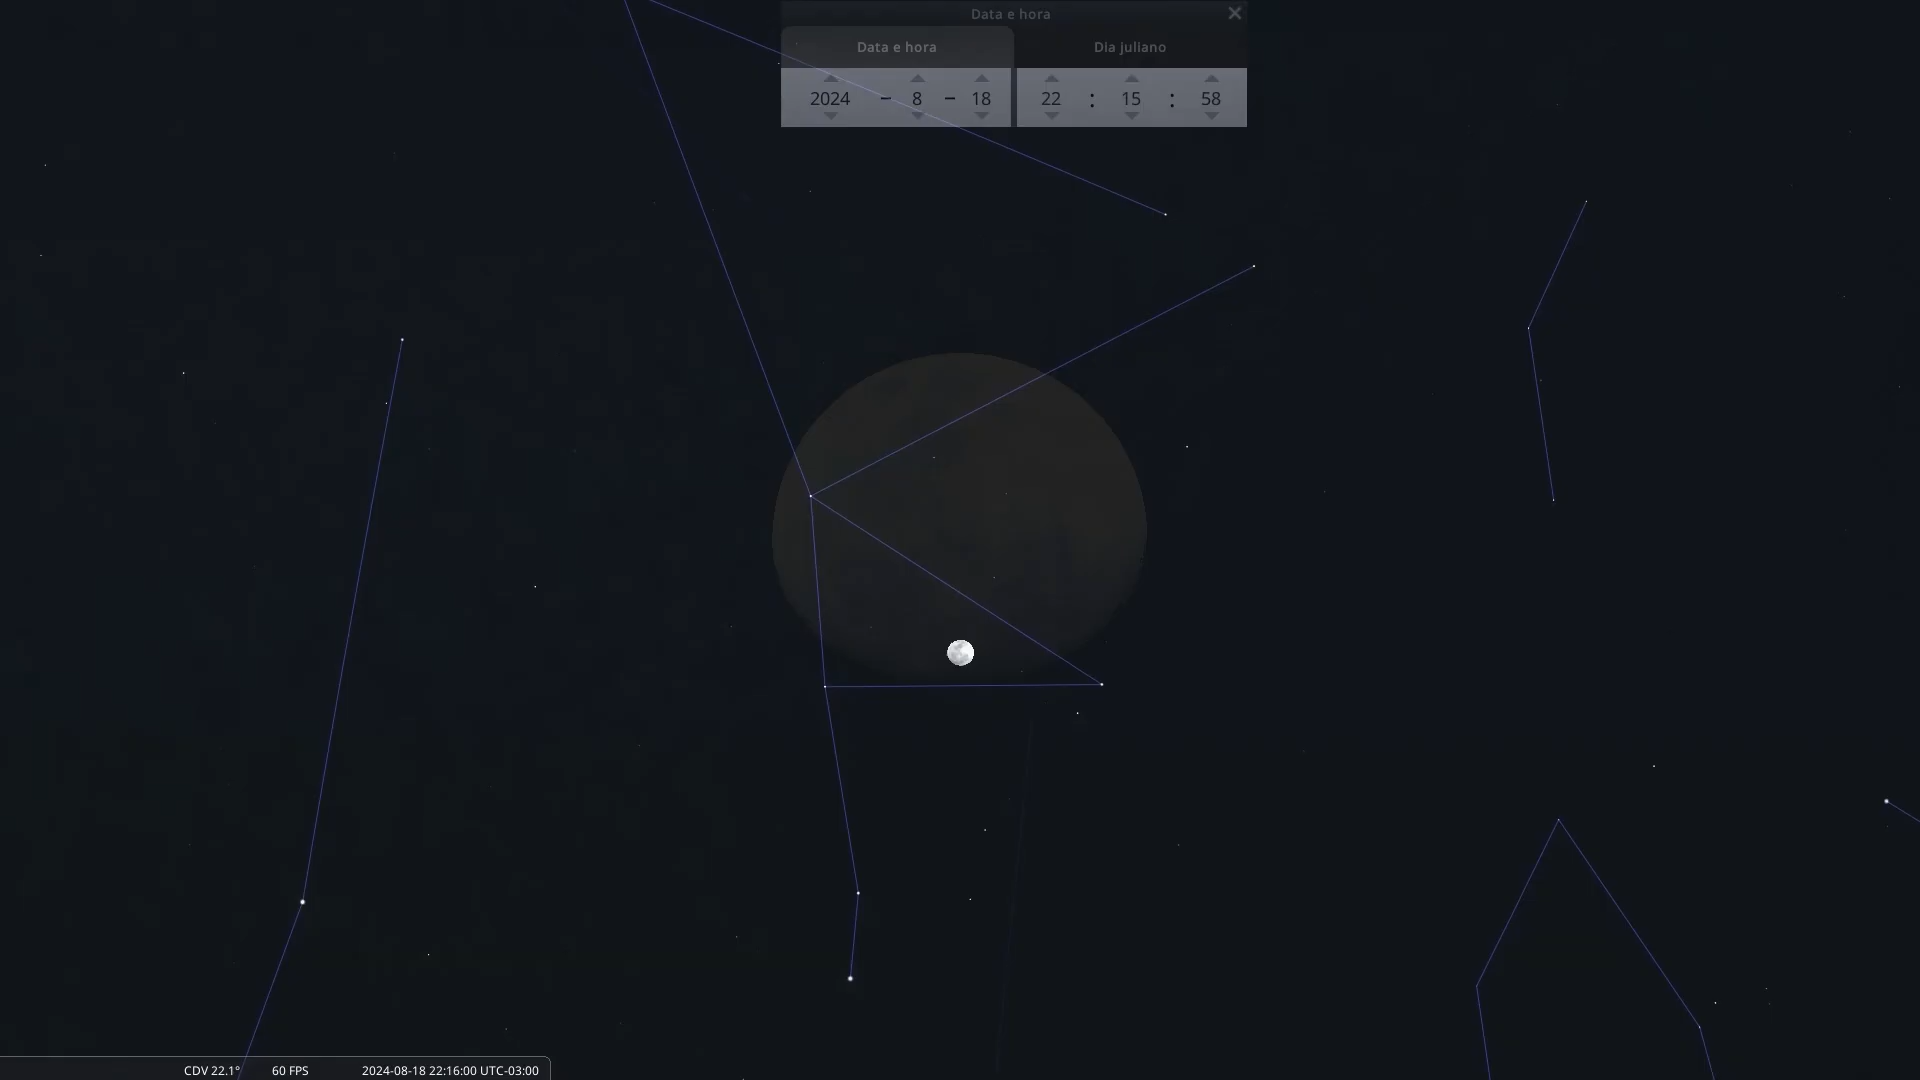 Data e hora
Data e hora Dia juliano
2024 - 8 - 18 22 : 15 : 58
CDV 22.1° 60 FPS 2024-08-18 22:16:00 UTC-03:00